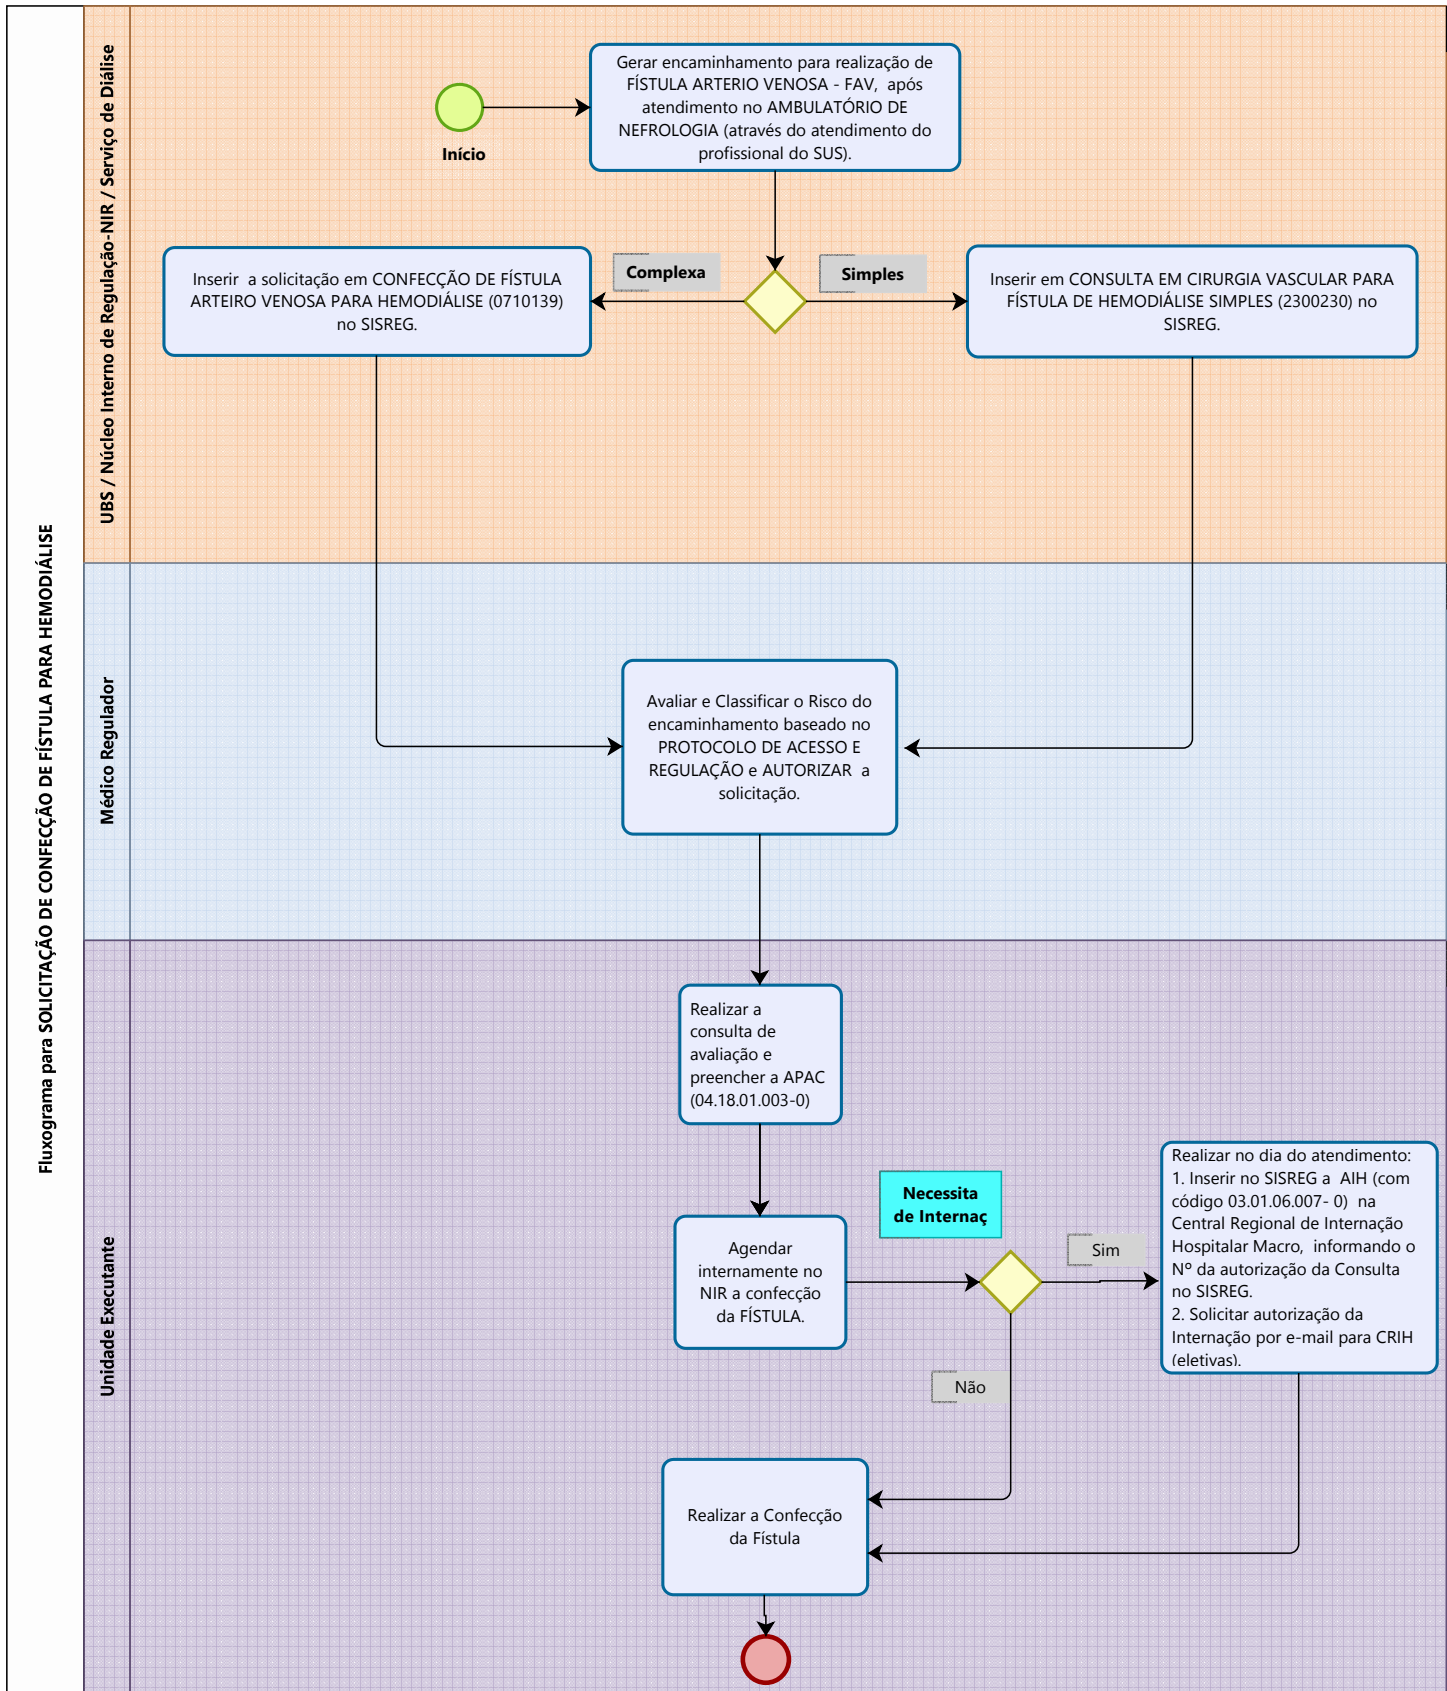 Fluxograma para SOLICITAÇÃO DE CONFECÇÃO DE FÍSTULA PARA HEMODIÁLISE
UBS / Núcleo Interno de Regulação-NIR / Serviço de Diálise
Início
Gerar encaminhamento para realização de
FÍSTULA ARTERIO VENOSA - FAV, após
atendimento no AMBULATÓRIO DE
NEFROLOGIA (através do atendimento do
profissional do SUS).
Complexa
Simples
Inserir a solicitação em CONFECÇÃO DE FÍSTULA
ARTEIRO VENOSA PARA HEMODIÁLISE (0710139)
no SISREG.
Inserir em CONSULTA EM CIRURGIA VASCULAR PARA
FÍSTULA DE HEMODIÁLISE SIMPLES (2300230) no
SISREG.
Médico Regulador
Avaliar e Classificar o Risco do
encaminhamento baseado no
PROTOCOLO DE ACESSO E
REGULAÇÃO e AUTORIZAR a
solicitação.
Unidade Executante
Realizar a
consulta de
avaliação e
preencher a APAC
(04.18.01.003-0)
Agendar
internamente no
NIR a confecção
da FÍSTULA.
Necessita
de Internaç
Sim
Não
Realizar no dia do atendimento:
1. Inserir no SISREG a AIH (com
código 03.01.06.007- 0) na
Central Regional de Internação
Hospitalar Macro, informando o
Nº da autorização da Consulta
no SISREG.
2. Solicitar autorização da
Internação por e-mail para CRIH
(eletivas).
Realizar a Confecção
da Fístula